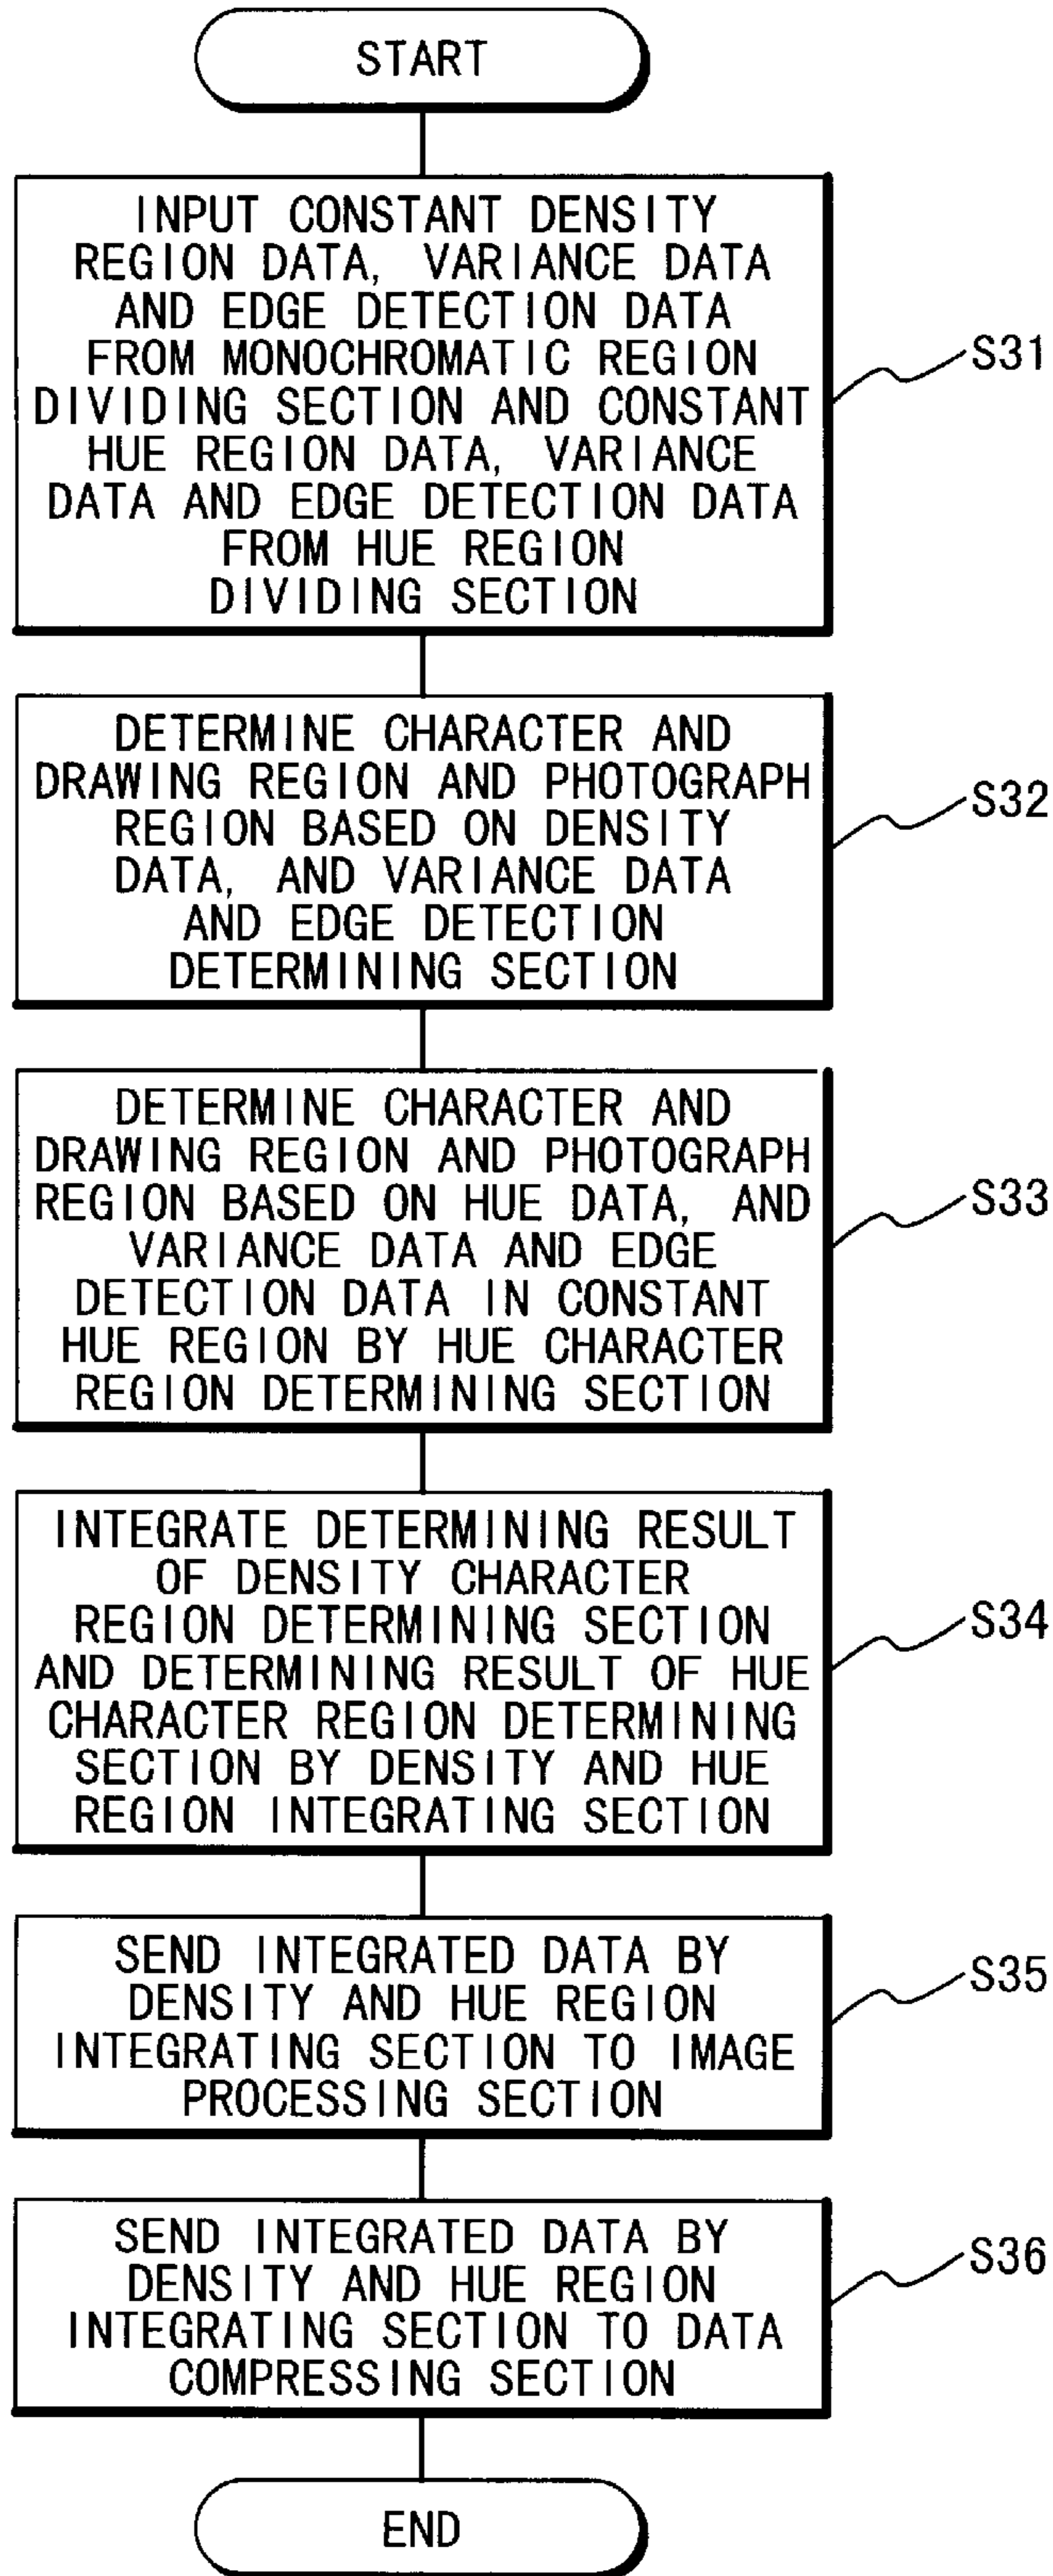 START
INPUT CONSTANT DENSITY
REGION DATA, VARIANCE DATA
AND EDGE DETECTION DATA
FROM MONOCHROMATIC REGION
DIVIDING SECTION AND CONSTANT
HUE REGION DATA, VARIANCE
DATA AND EDGE DETECTION DATA
FROM HUE REGION
DIVIDING SECTION
S31
DETERMINE CHARACTER AND
DRAWING REGION AND PHOTOGRAPH
REGION BASED ON DENSITY
DATA, AND VARIANCE DATA
AND EDGE DETECTION
DETERMINING SECTION
S32
DETERMINE CHARACTER AND
DRAWING REGION AND PHOTOGRAPH
REGION BASED ON HUE DATA, AND
VARIANCE DATA AND EDGE
DETECTION DATA IN CONSTANT
HUE REGION BY HUE CHARACTER
REGION DETERMINING SECTION
S33
INTEGRATE DETERMINING RESULT
OF DENSITY CHARACTER
REGION DETERMINING SECTION
AND DETERMINING RESULT OF HUE
CHARACTER REGION DETERMINING
SECTION BY DENSITY AND HUE
REGION INTEGRATING SECTION
S34
SEND INTEGRATED DATA BY
DENSITY AND HUE REGION
INTEGRATING SECTION TO IMAGE
PROCESSING SECTION
S35
SEND INTEGRATED DATA BY
DENSITY AND HUE REGION
INTEGRATING SECTION TO DATA
COMPRESSING SECTION
S36
END